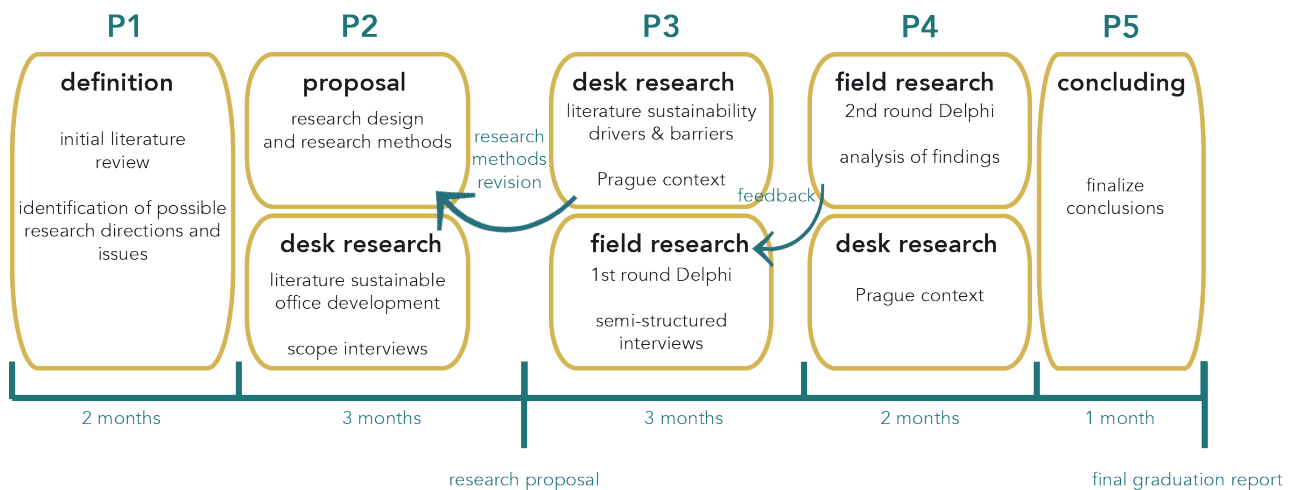 P1
definition
initial literature
review
identification of possible
research directions and
issues
P2
proposal
research design
and research methods
desk research
literature sustainable
office development
scope interviews
research
methods
revision
P3
desk research
literature sustainability
drivers & barriers
Prague context
field research
1st round Delphi
semi-structured
interviews
feedback
P4
field research
2nd round Delphi
analysis of findings
desk research
Prague context
P5
concluding
finalize
conclusions
2 months
3 months
3 months
2 months
1 month
research proposal
final graduation report